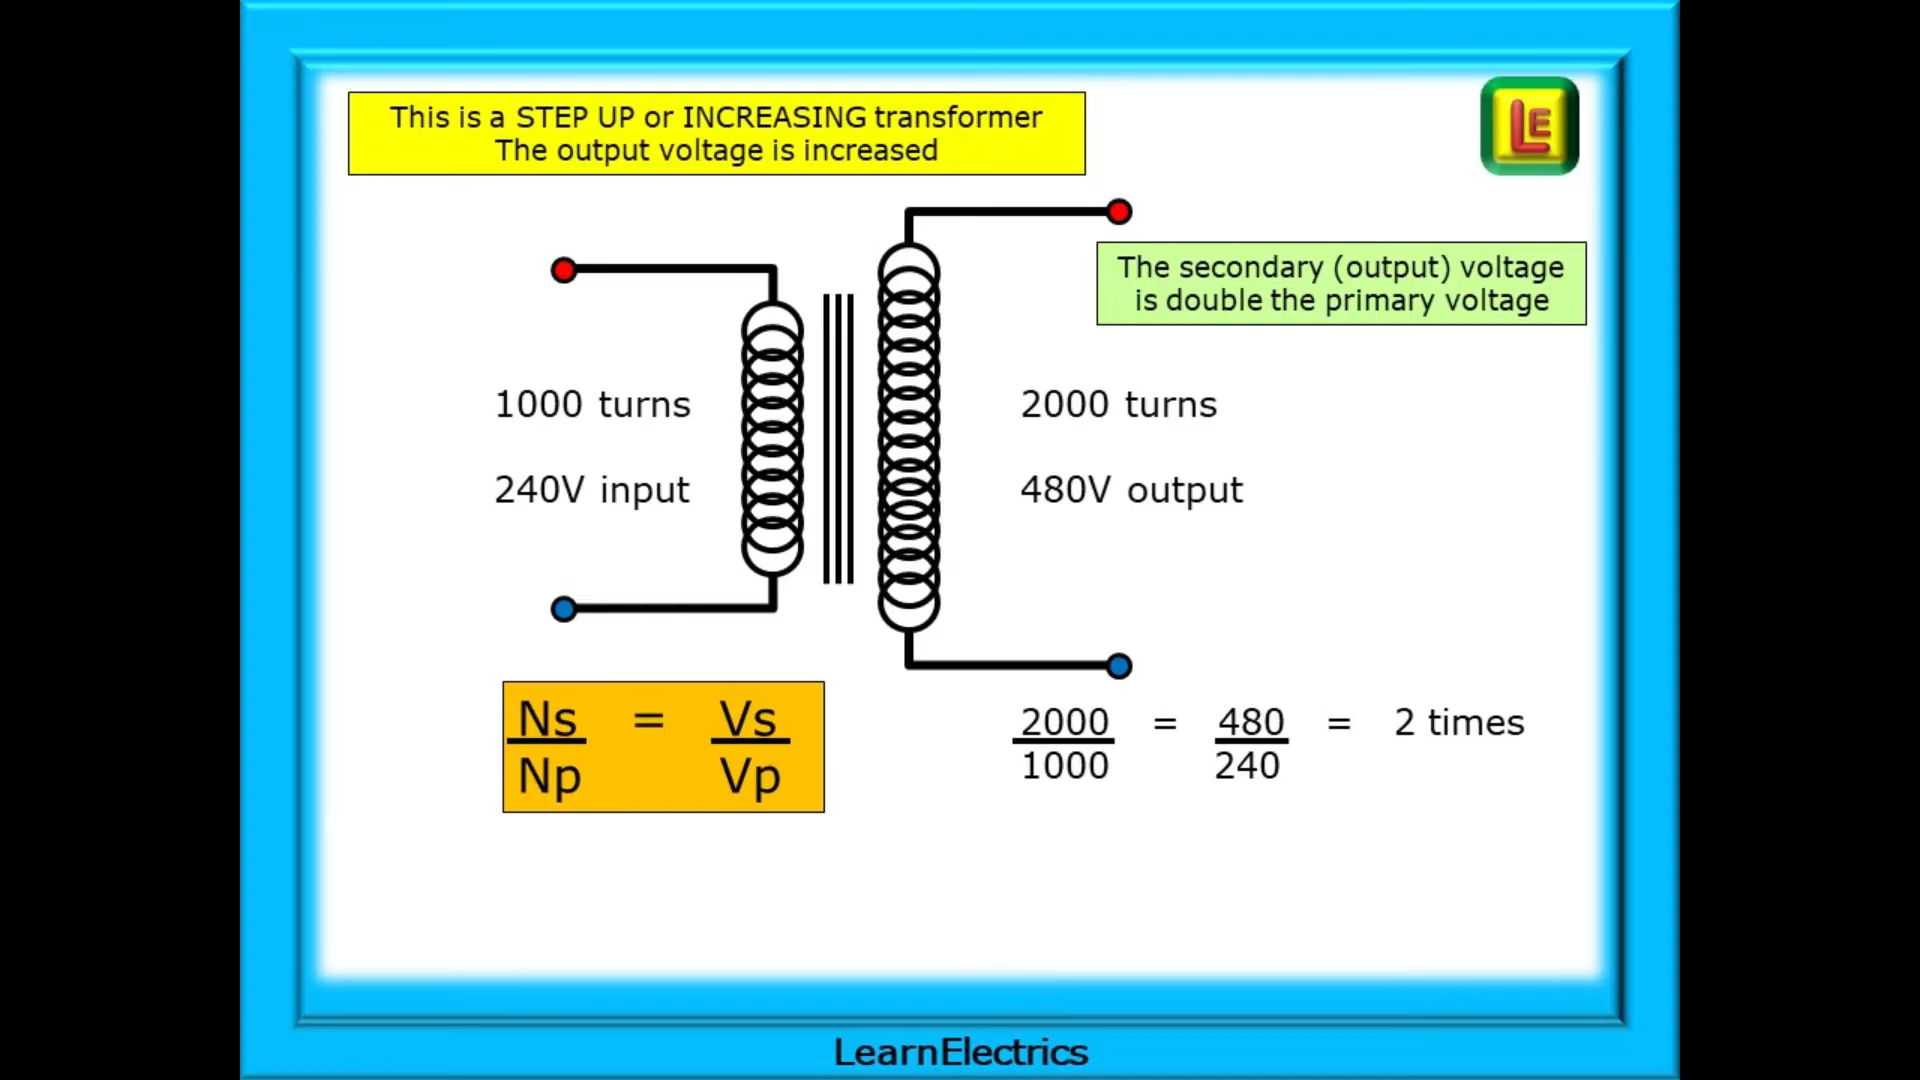 This is a STEP UP or INCREASING transformer
The output voltage is increased
LE
The secondary (output) voltage
is double the primary voltage
1000 turns
2000 turns
240V input
480V output
Ns = Vs
Np Vp
2000 = 480 = 2 times
1000 240
LearnElectrics